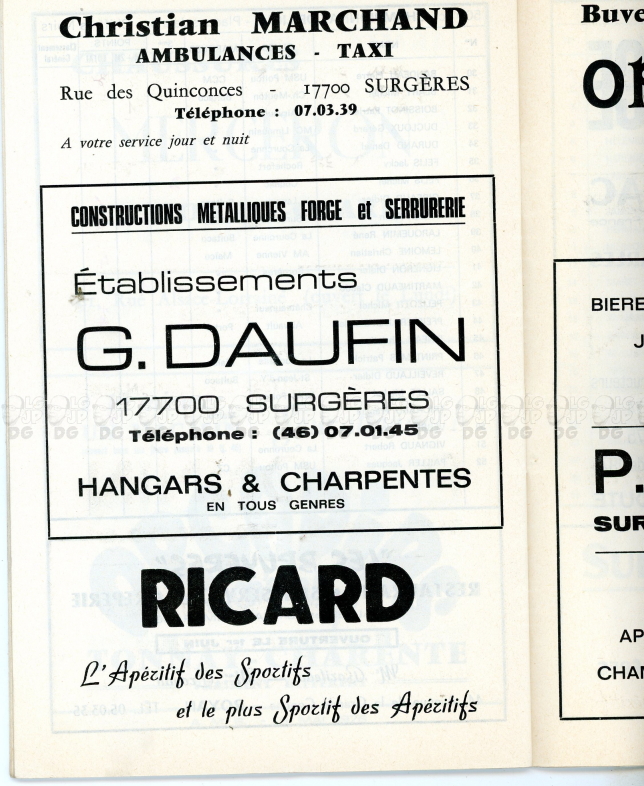 Christian MARCHAND
AMBULANCES - TAXI
Rue des Quinconces - 17700 SURGÈRES
Téléphone : 07.03.39
A votre service jour et nuit
CONSTRUCTIONS METALLIQUES FORGE et SERRURERIE
Établissements
G. DAUFIN
17700 SURGÈRES
Téléphone : (46) 07.01.45
HANGARS & CHARPENTES
EN TOUS GENRES
RICARD
L'Apéritif des Sportifs
et le plus Sportif des Apéritifs
BIERE
J
P.
SUR
AP
CHAN